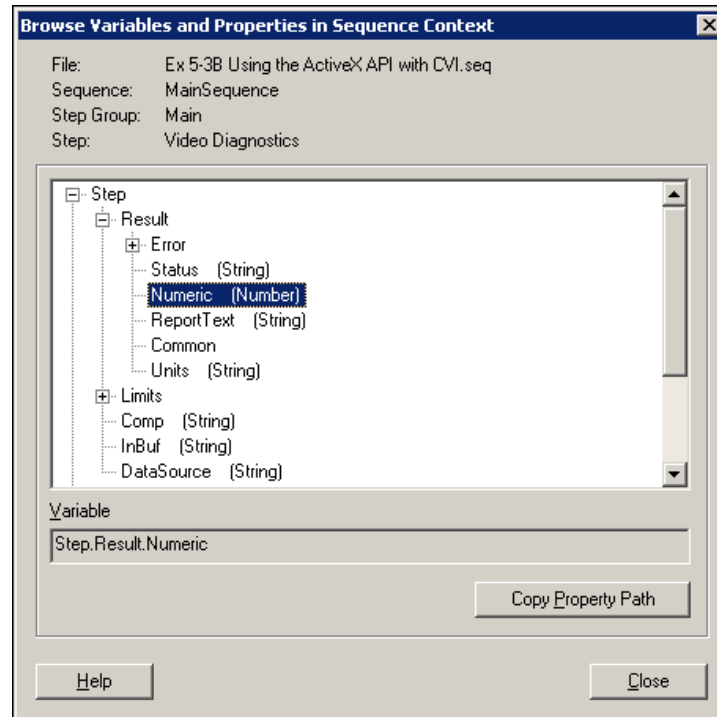 Browse Variables and Properties in Sequence Context
File: Ex 5-3B Using the ActiveX API with CVI.seq
Sequence: MainSequence
Step Group: Main
Step: Video Diagnostics
Step
Result
Error
Status (String)
Numeric (Number)
ReportText (String)
Common
Units (String)
Limits
Comp (String)
InBuf (String)
DataSource (String)
Variable
Step.Result.Numeric
Copy Property Path
Help Close